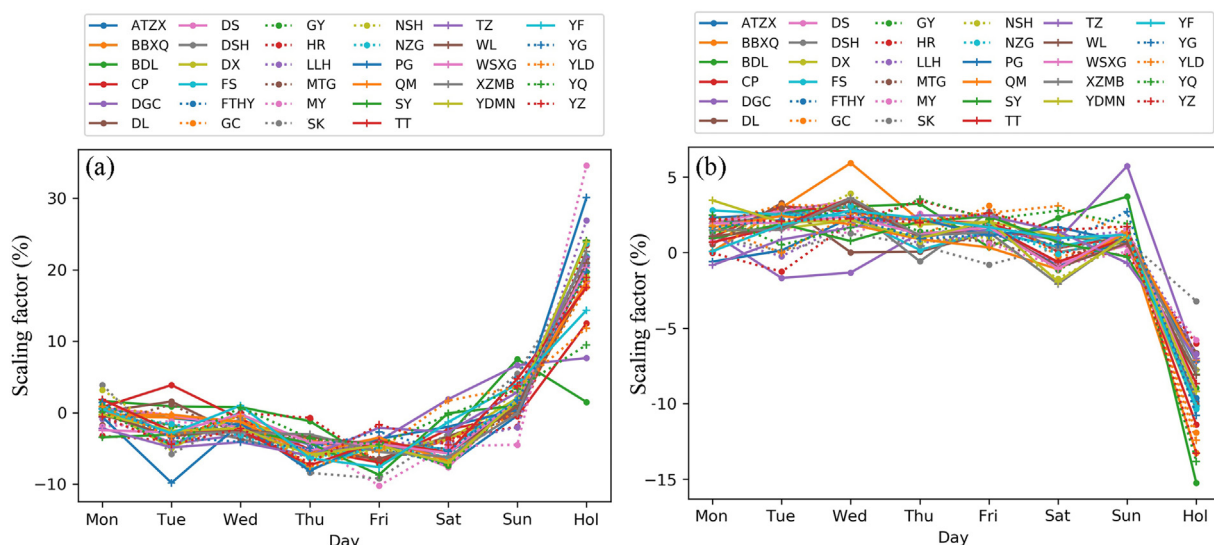 ATZX DS GY NSH TZ YF
BBXQ DSH HR NZG WL YG
BDL DX LLH PG WSXG YLD
CP FS MTG QM XZMB YQ
DGC FTHY MY SY YDMN YZ
DL GC SK TT
(a)
Scaling factor (%)
30
20
10
0
−10
Mon Tue Wed Thu Fri Sat Sun Hol
Day
ATZX DS GY NSH TZ YF
BBXQ DSH HR NZG WL YG
BDL DX LLH PG WSXG YLD
CP FS MTG QM XZMB YQ
DGC FTHY MY SY YDMN YZ
DL GC SK TT
(b)
Scaling factor (%)
5
0
−5
−10
−15
Mon Tue Wed Thu Fri Sat Sun Hol
Day